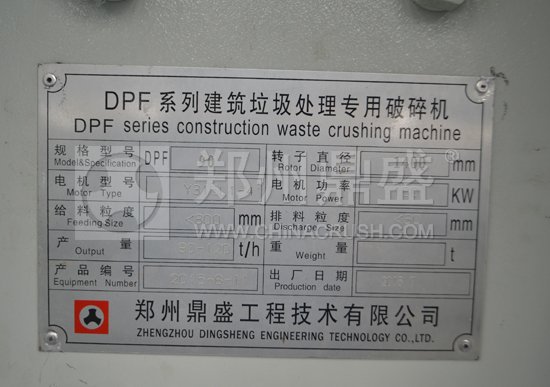 DPF系列建筑垃圾处理专用破碎机
DPF series construction waste crushing machine
规格型号 DPF 转子直径 mm
Model&Specification Rotor Diameter
电机型号 电机功率 KW
Motor Type Motor Power
给料粒度 <800 mm 排料粒度 mm
Feeding Size Discharge Size
产量 t/h 重量 t
Output Weight
产品编号 出厂日期
Equipment Number Production date
郑州鼎盛工程技术有限公司
ZHENGZHOU DINGSHENG ENGINEERING TECHNOLOGY CO.,LTD.
郑州鼎盛
WWW.CHINACRUSH.COM